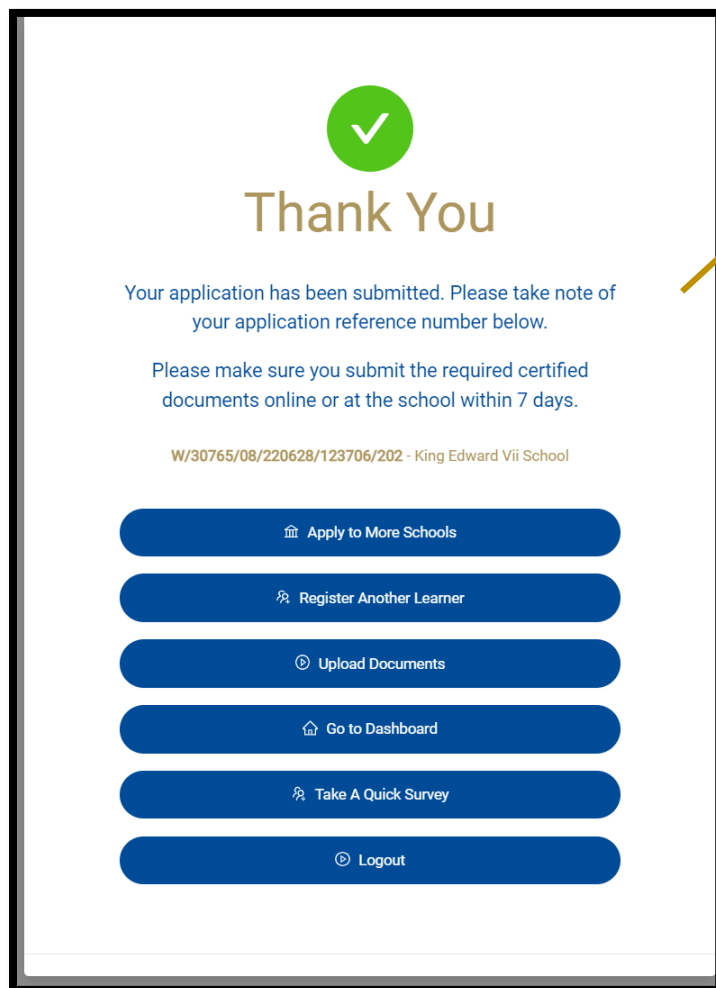 Thank You
Your application has been submitted. Please take note of
your application reference number below.
Please make sure you submit the required certified
documents online or at the school within 7 days.
W/30765/08/220628/123706/202 - King Edward Vii School
Apply to More Schools
Register Another Learner
Upload Documents
Go to Dashboard
Take A Quick Survey
Logout